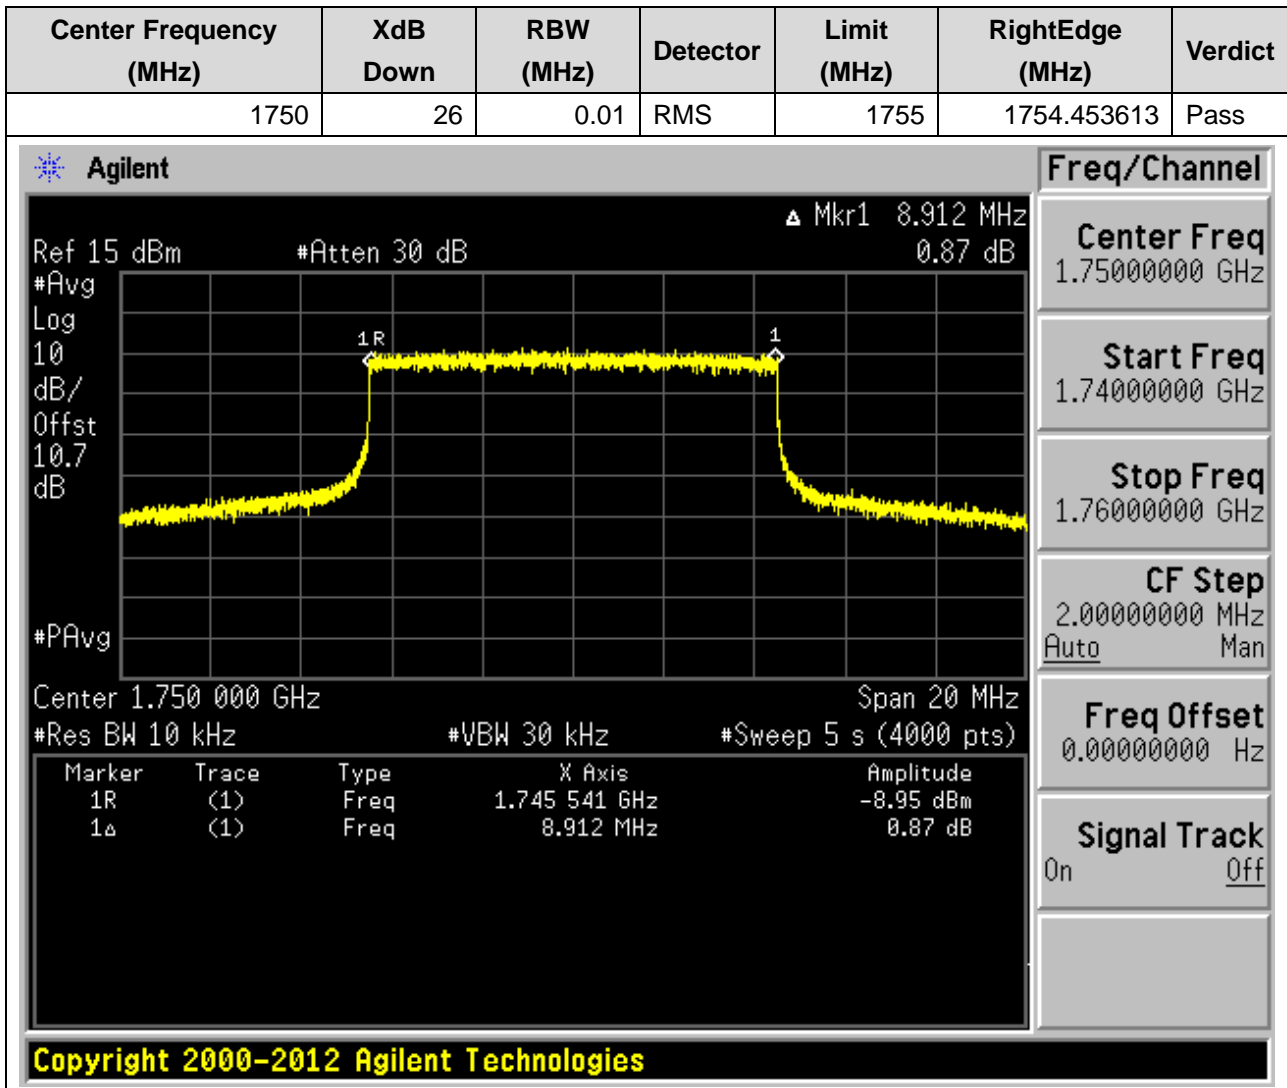 Center Frequency (MHz) XdB Down RBW (MHz) Detector Limit (MHz) RightEdge (MHz) Verdict
1750 26 0.01 RMS 1755 1754.453613 Pass
Agilent
Δ Mkr1 8.912 MHz
Ref 15 dBm #Atten 30 dB 0.87 dB
#Avg
Log
10
dB/
Offst
10.7
dB
1R
1
#PAvg
Center 1.750 000 GHz Span 20 MHz
#Res BW 10 kHz #VBW 30 kHz #Sweep 5 s (4000 pts)
Marker Trace Type X Axis Amplitude
1R (1) Freq 1.745 541 GHz -8.95 dBm
1Δ (1) Freq 8.912 MHz 0.87 dB
Freq/Channel
Center Freq
1.75000000 GHz
Start Freq
1.74000000 GHz
Stop Freq
1.76000000 GHz
CF Step
2.00000000 MHz
Auto Man
Freq Offset
0.00000000 Hz
Signal Track
On Off
Copyright 2000-2012 Agilent Technologies